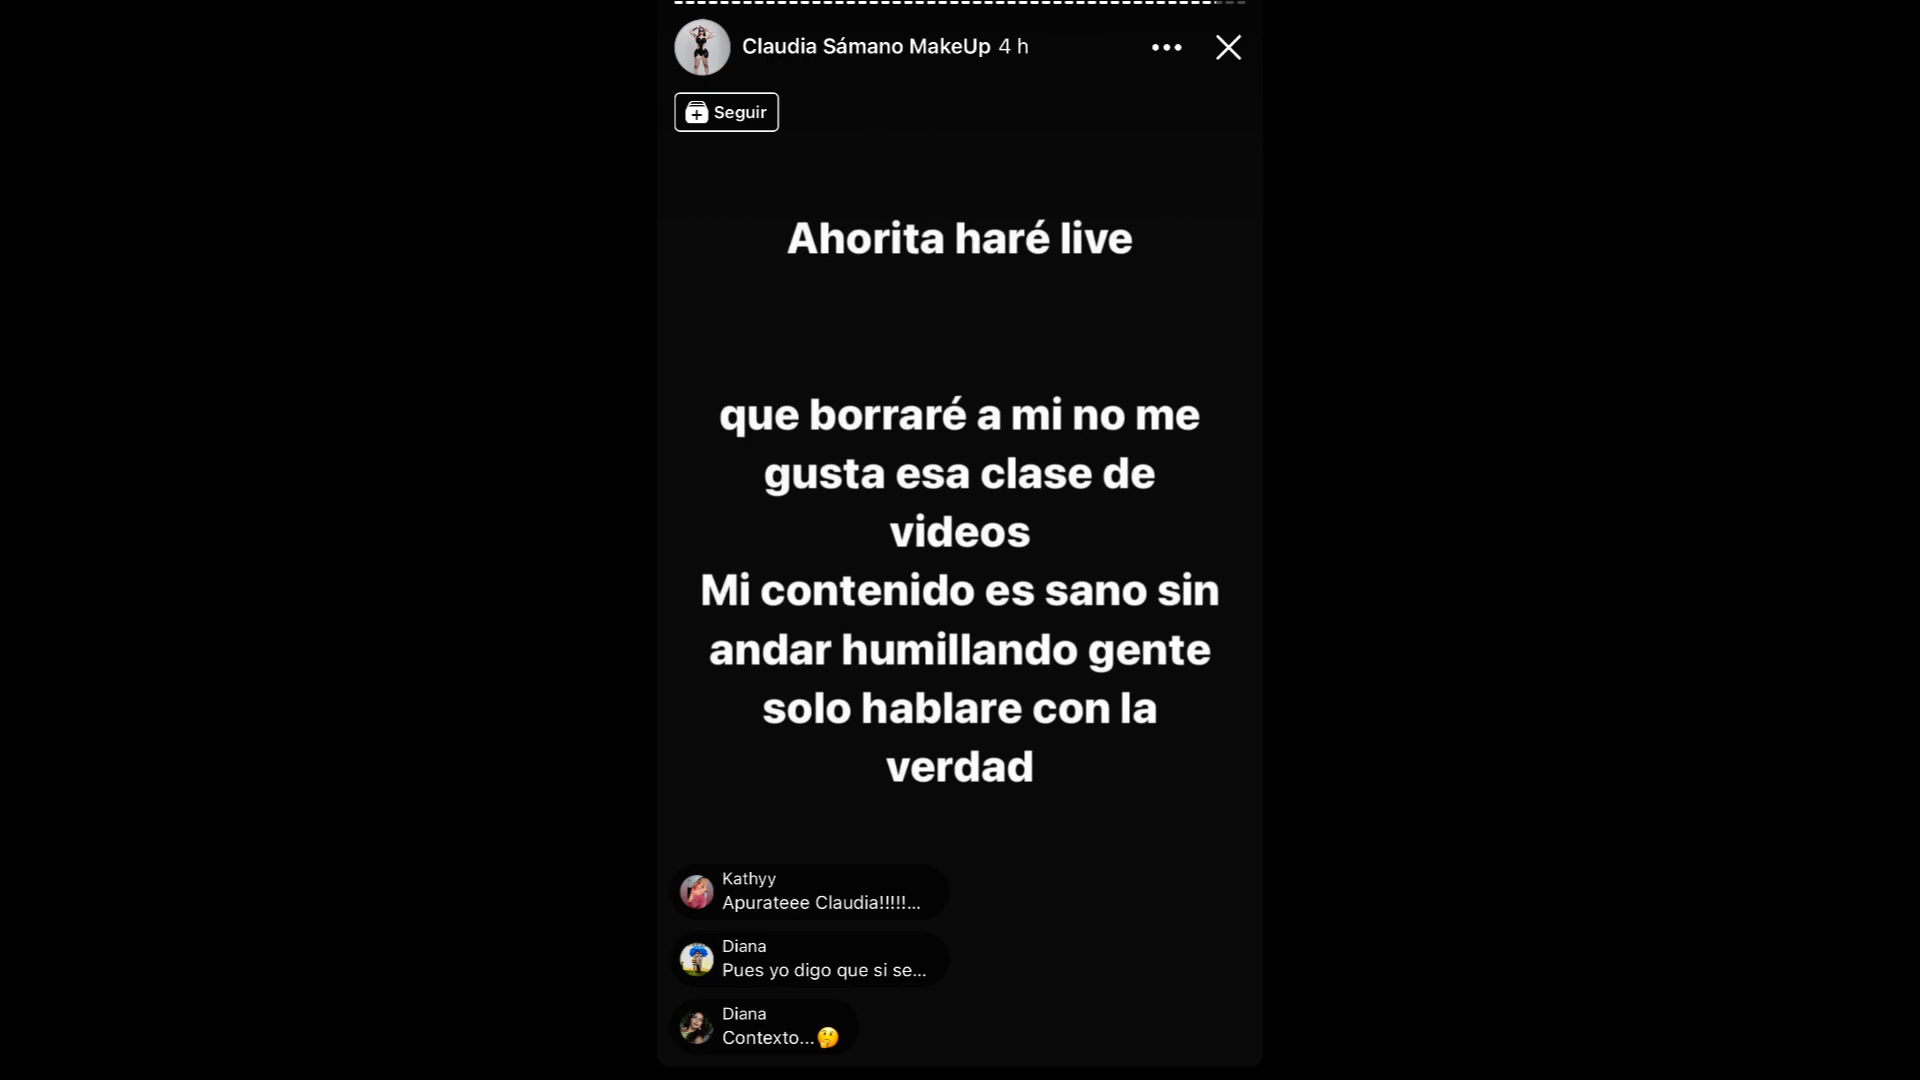 Claudia Sámano MakeUp 4 h
Seguir
Ahorita haré live
que borraré a mi no me
gusta esa clase de
videos
Mi contenido es sano sin
andar humillando gente
solo hablare con la
verdad
Kathyy
Apurateee Claudia!!!!!...
Diana
Pues yo digo que si se...
Diana
Contexto...🤔